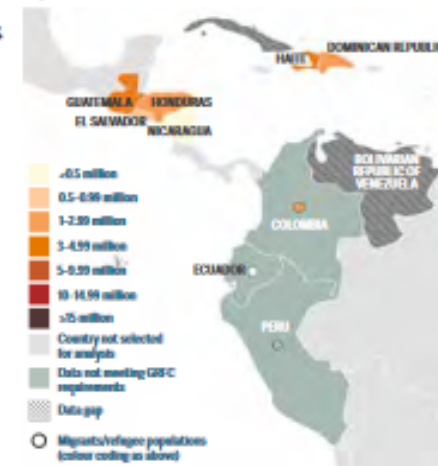 DOMINICAN REPUBLIC
HAITI
GUATEMALA
HONDURAS
EL SALVADOR
NICARAGUA
BOLIVARIAN
REPUBLIC OF
VENEZUELA
COLOMBIA
ECUADOR
PERU
<0.5 million
0.5–0.99 million
1–2.99 million
3–4.99 million
5–9.99 million
10–14.99 million
≥15 million
Country not selected
for analysis
Data not meeting GRFC
requirements
Data gap
Migrants/refugee populations
(colour coding as above)